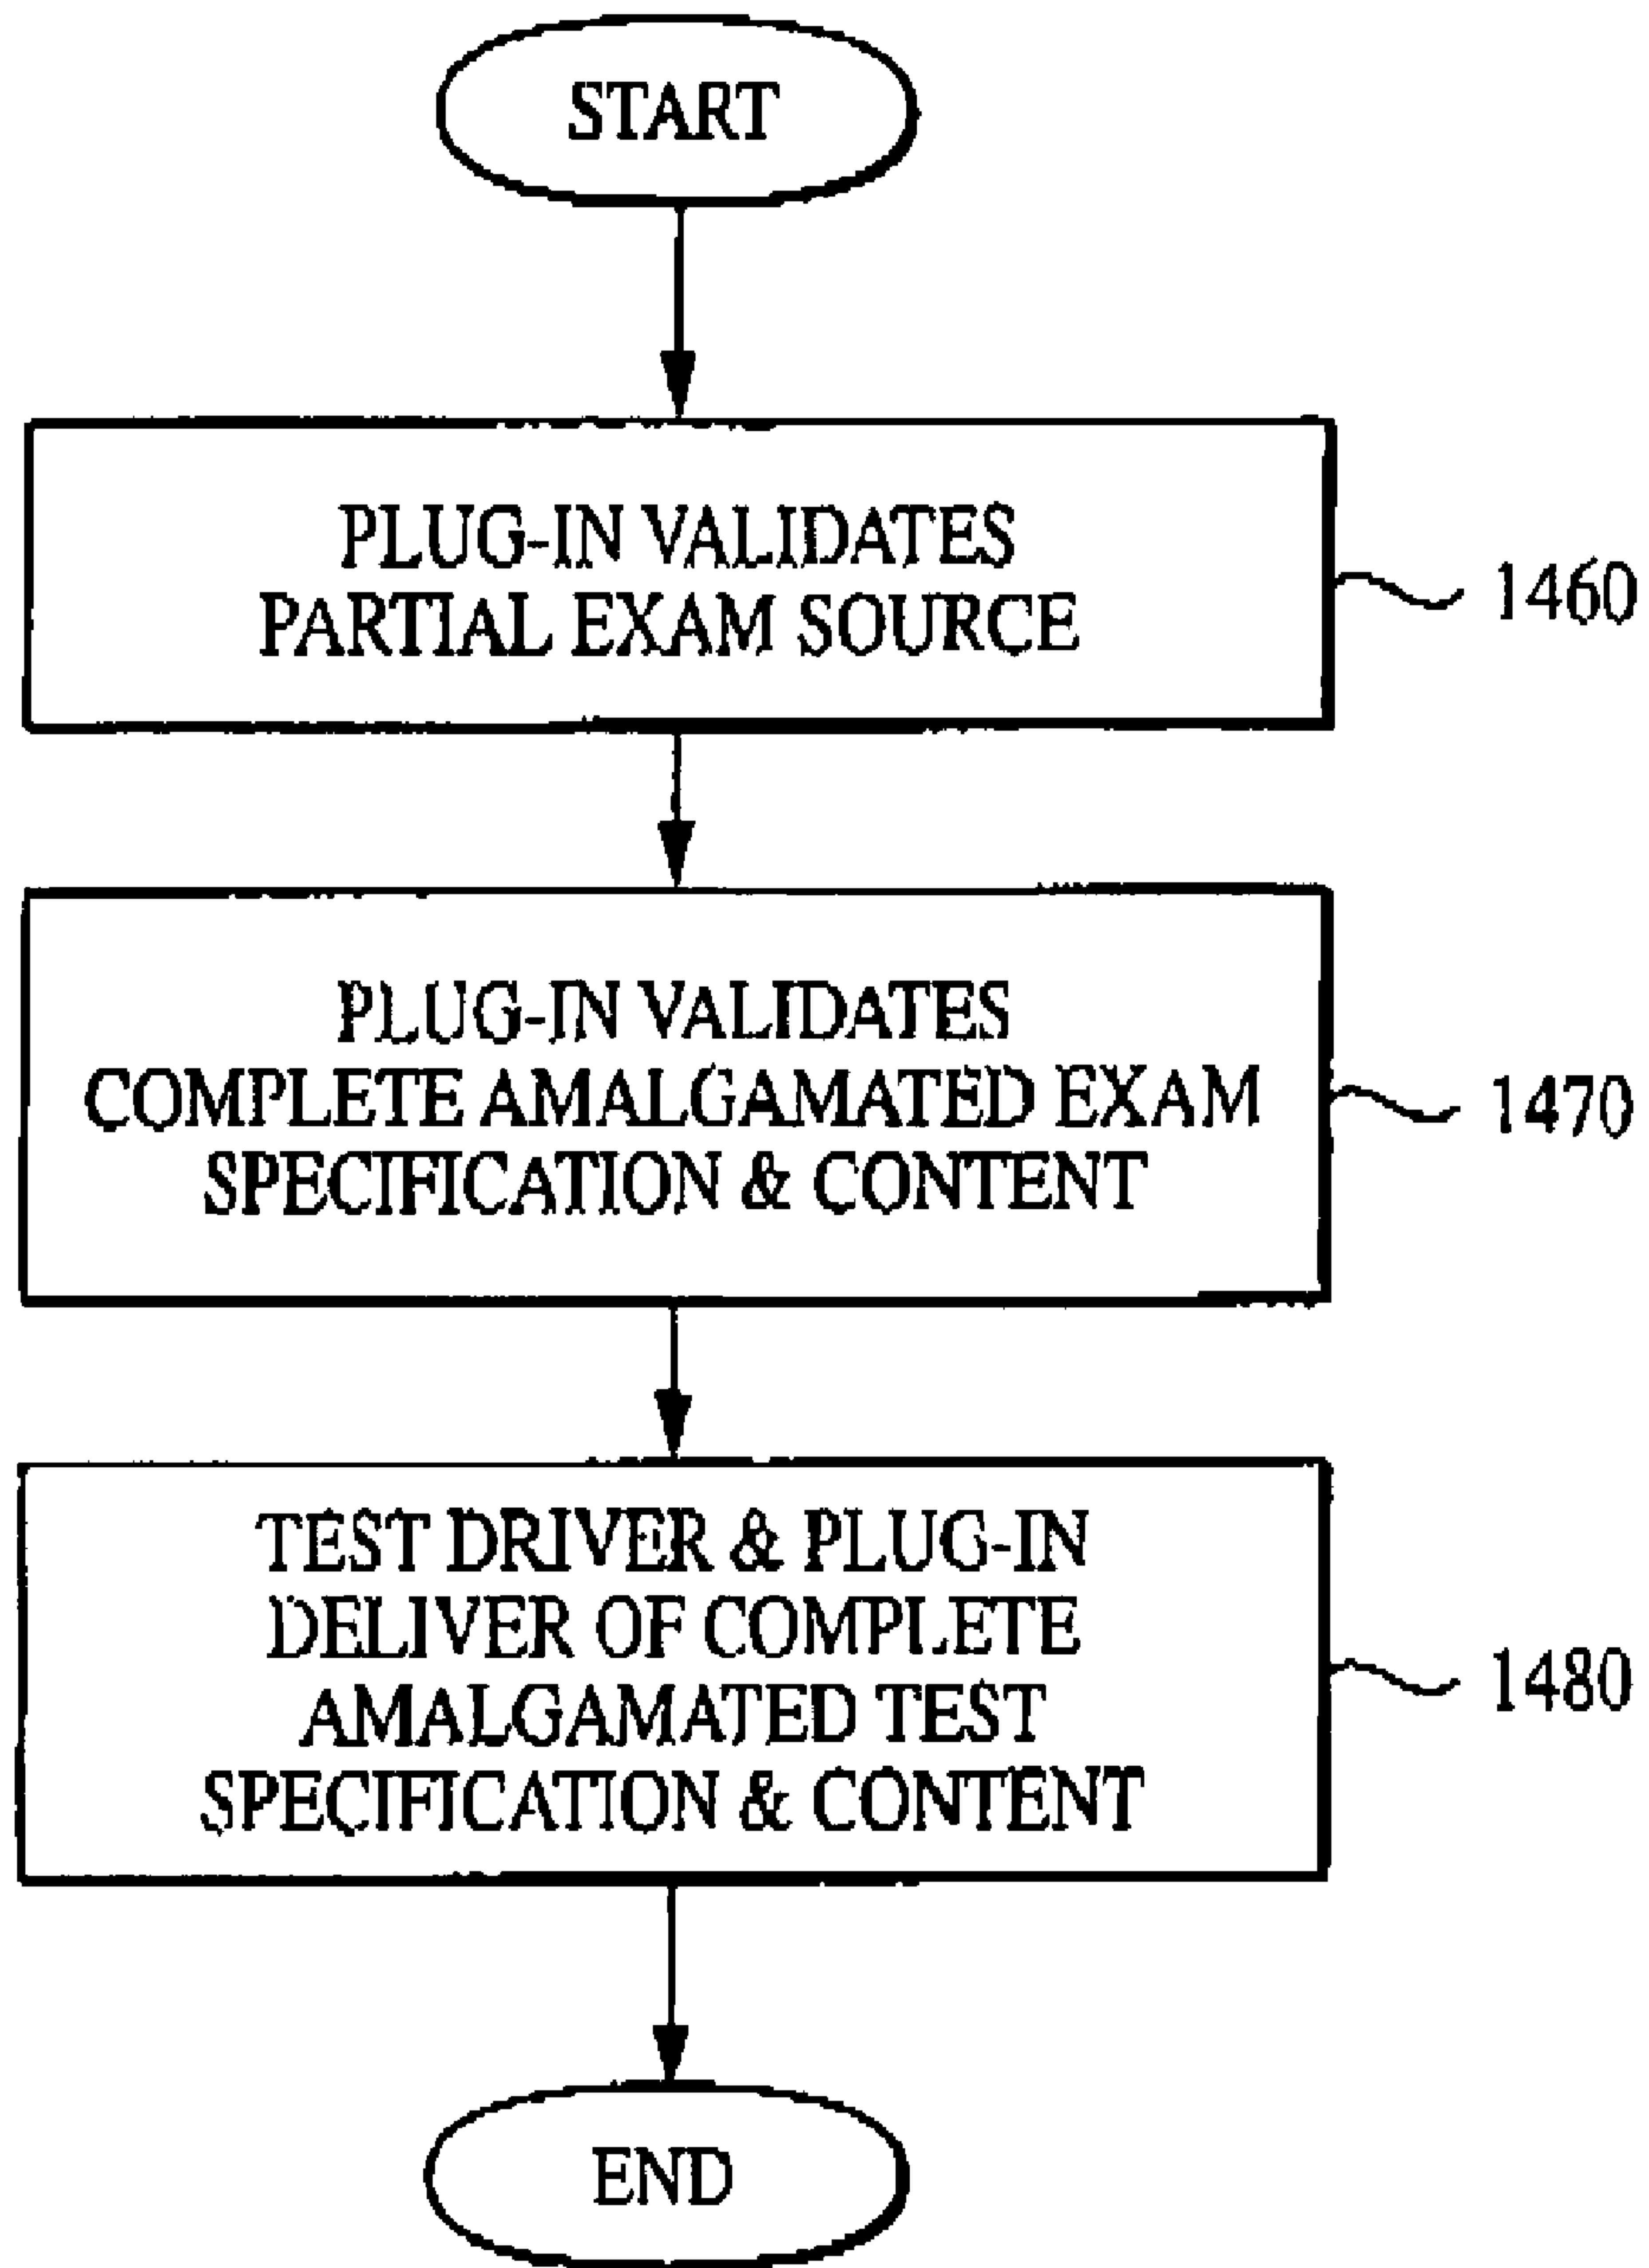 START
PLUG-IN VALIDATES
PARTIAL EXAM SOURCE
1460
PLUG-IN VALIDATES
COMPLETE AMALGAMATED EXAM
SPECIFICATION & CONTENT
1470
TEST DRIVER & PLUG-IN
DELIVER OF COMPLETE
AMALGAMATED TEST
SPECIFICATION & CONTENT
1480
END